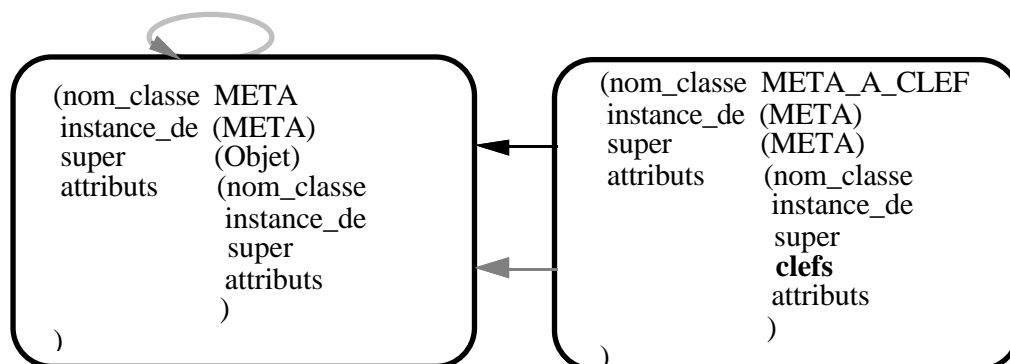 (nom_classe META
instance_de (META)
super (Objet)
attributs (nom_classe
instance_de
super
attributs
)
)
(nom_classe META_A_CLEF
instance_de (META)
super (META)
attributs (nom_classe
instance_de
super
clefs
attributs
)
)